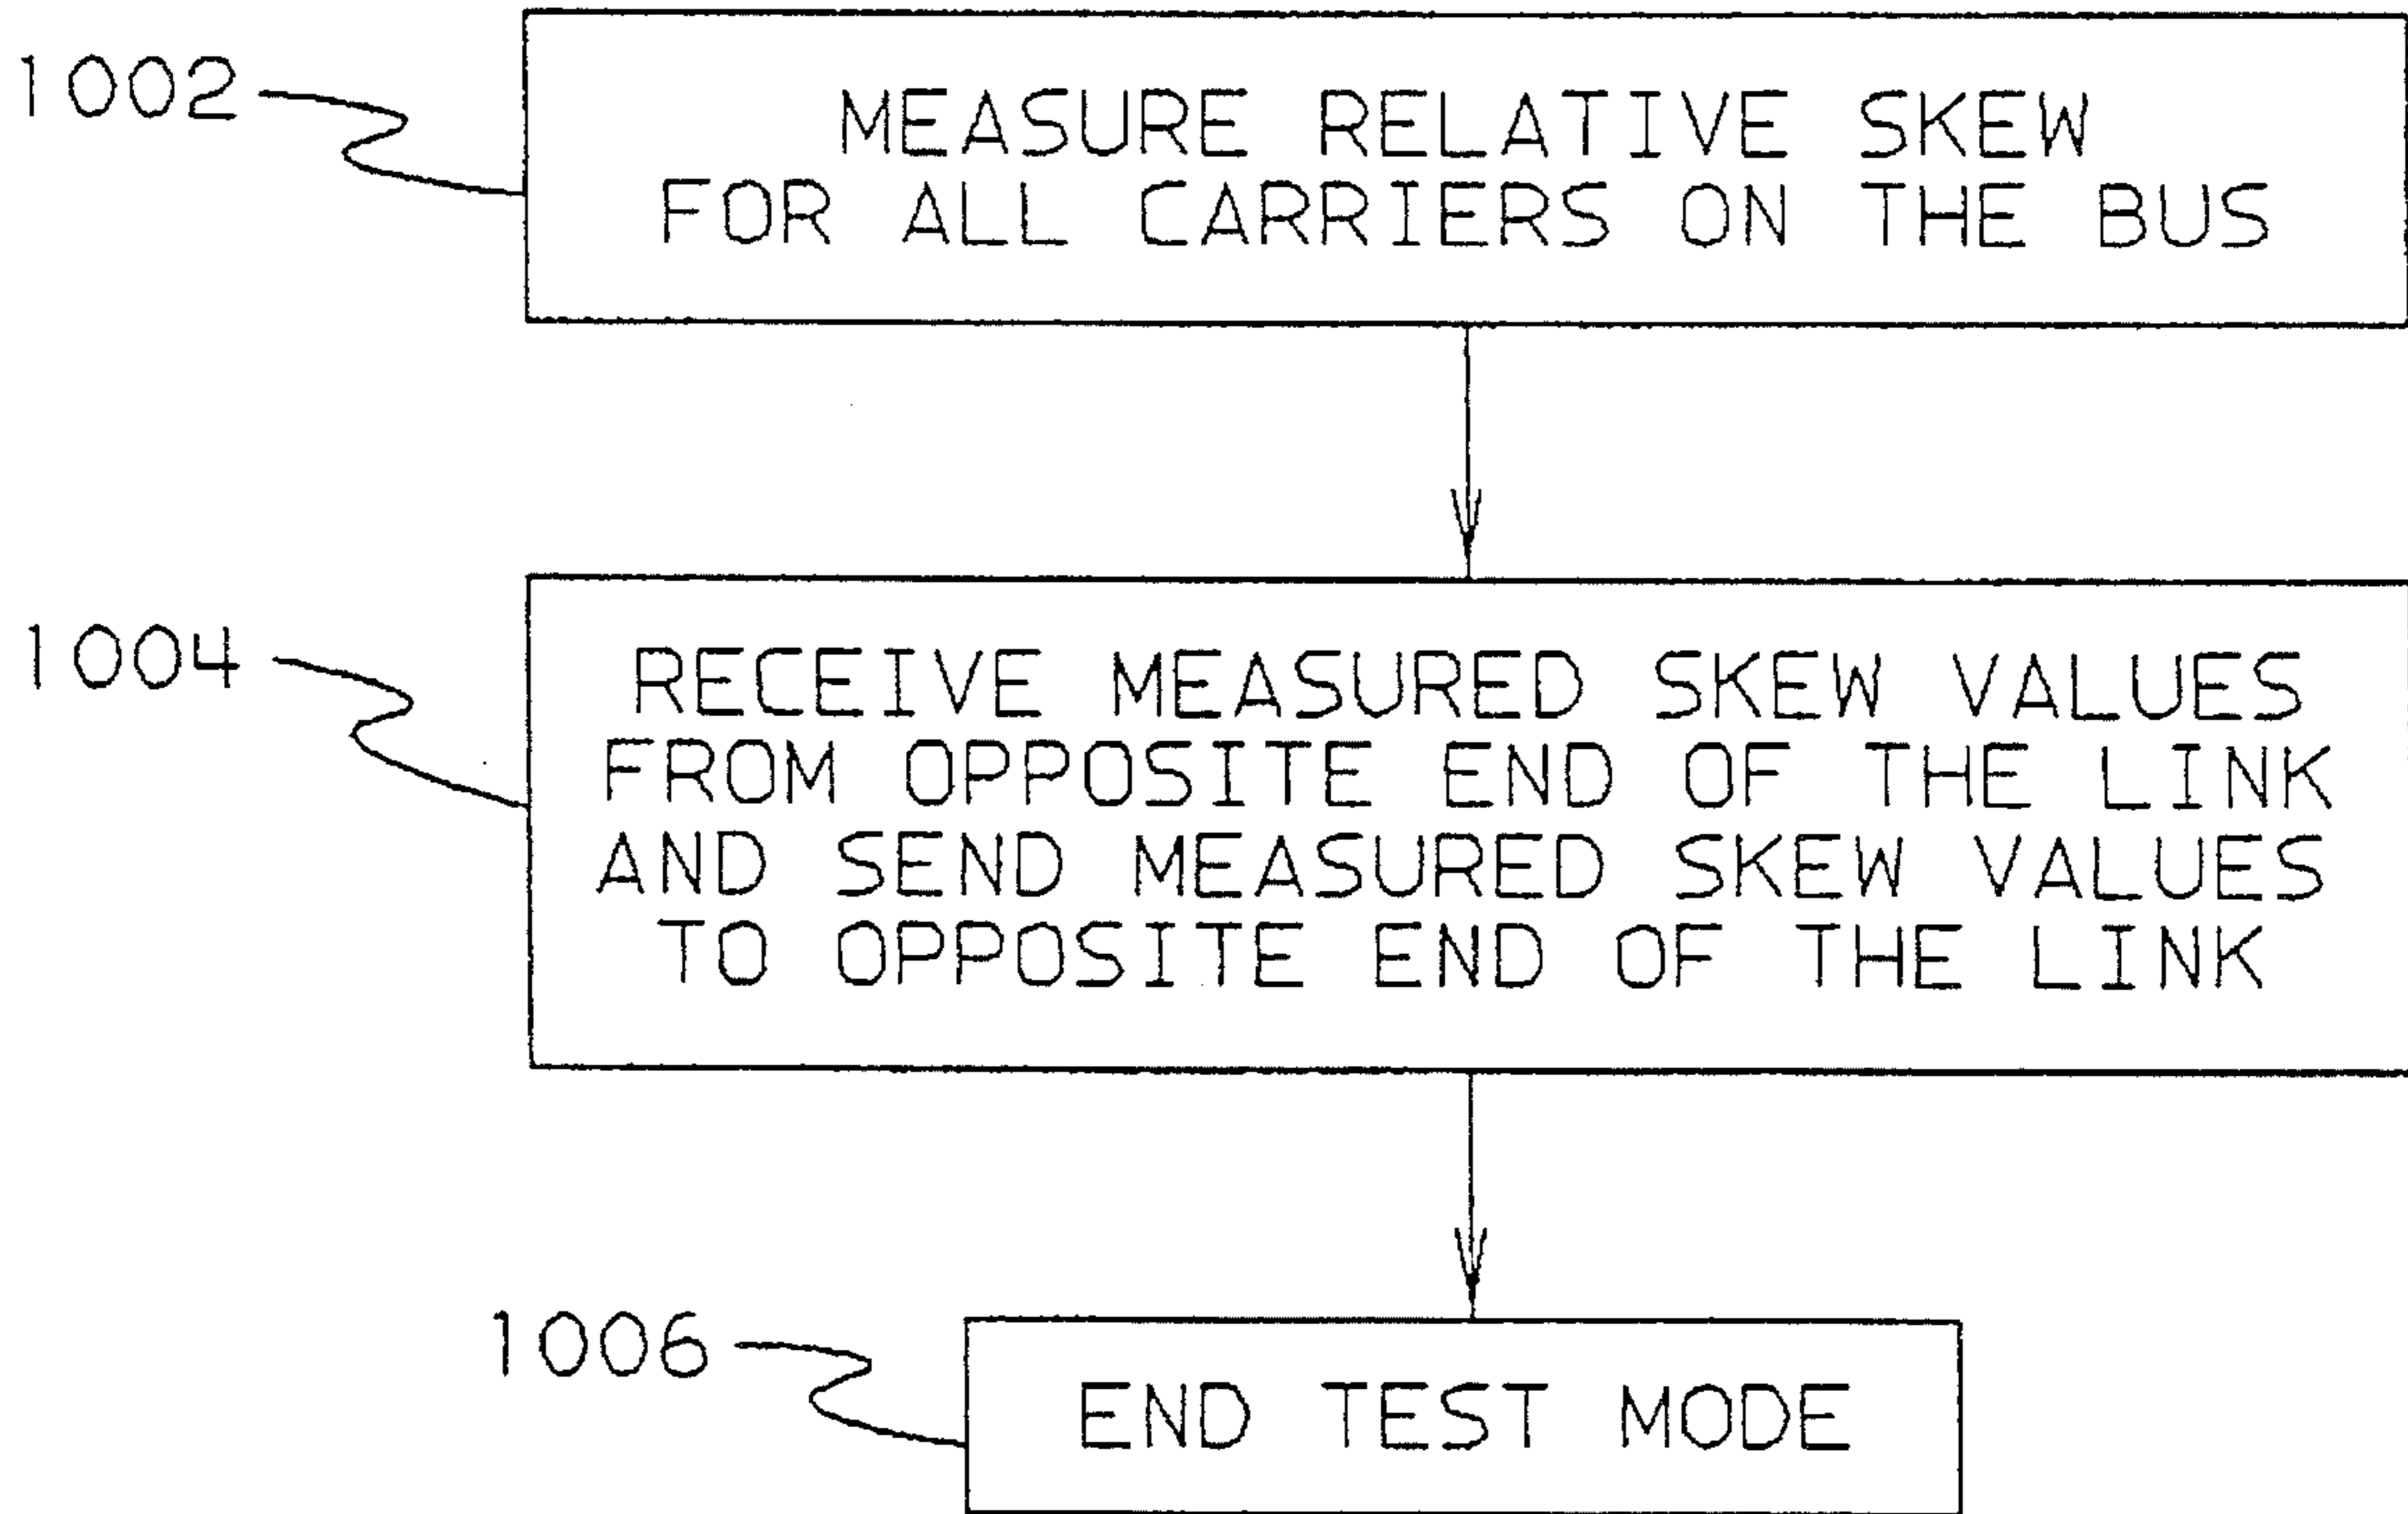 1002
MEASURE RELATIVE SKEW
FOR ALL CARRIERS ON THE BUS
1004
RECEIVE MEASURED SKEW VALUES
FROM OPPOSITE END OF THE LINK
AND SEND MEASURED SKEW VALUES
TO OPPOSITE END OF THE LINK
1006
END TEST MODE